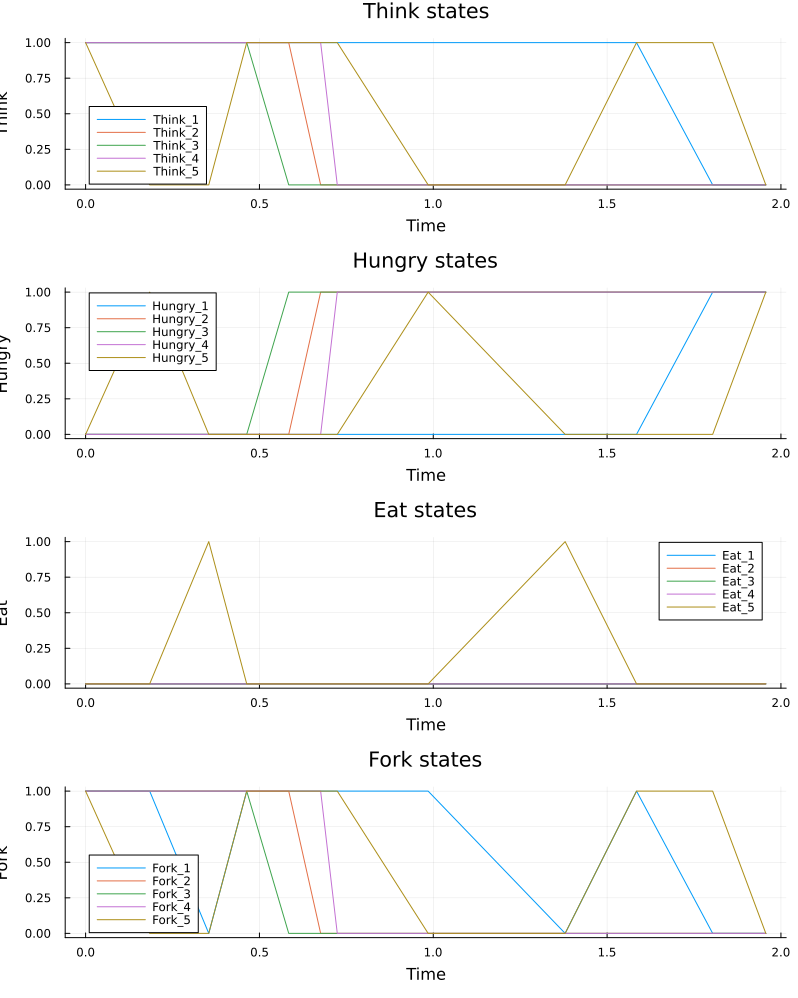 Think states
1.00
0.75
0.50
0.25
0.00
Think
Think_1
Think_2
Think_3
Think_4
Think_5
0.0 0.5 1.0 1.5 2.0
Time
Hungry states
1.00
0.75
0.50
0.25
0.00
Hungry
Hungry_1
Hungry_2
Hungry_3
Hungry_4
Hungry_5
0.0 0.5 1.0 1.5 2.0
Time
Eat states
1.00
0.75
0.50
0.25
0.00
Eat
Eat_1
Eat_2
Eat_3
Eat_4
Eat_5
0.0 0.5 1.0 1.5 2.0
Time
Fork states
1.00
0.75
0.50
0.25
0.00
Fork
Fork_1
Fork_2
Fork_3
Fork_4
Fork_5
0.0 0.5 1.0 1.5 2.0
Time